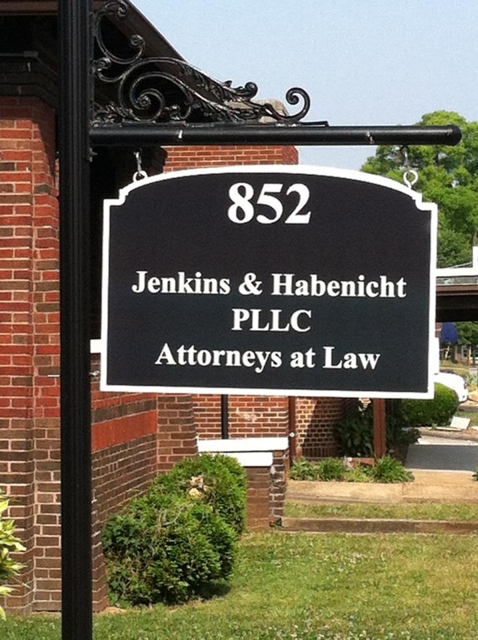 852
Jenkins & Habenicht
PLLC
Attorneys at Law